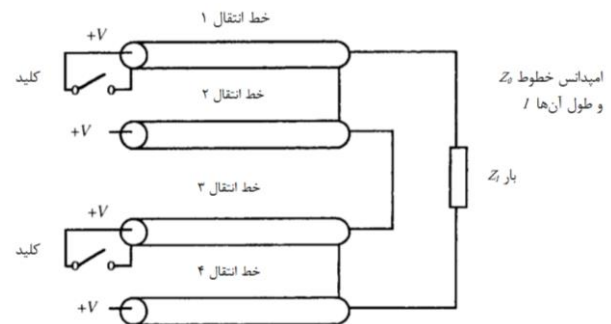 خط انتقال ۱
+V
کلید
خط انتقال ۲
+V
خط انتقال ۳
+V
کلید
خط انتقال ۴
+V
امپدانس خطوط Z₀
و طول آن‌ها l
بار Zₗ